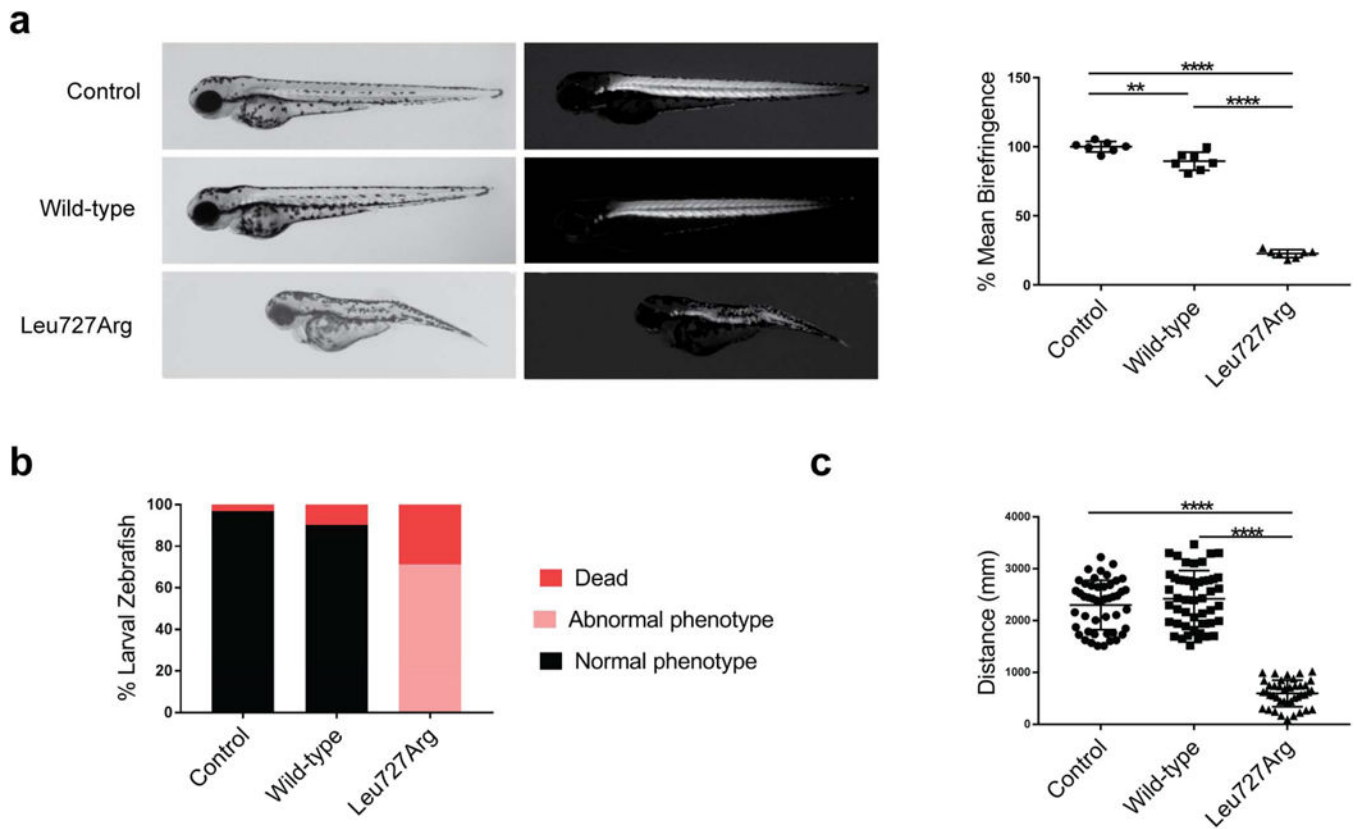 a
Control
Wild-type
Leu727Arg
% Mean Birefringence
150
100
50
0
****
**
****
Control
Wild-type
Leu727Arg
b
% Larval Zebrafish
100
80
60
40
20
0
Control
Wild-type
Leu727Arg
Dead
Abnormal phenotype
Normal phenotype
c
Distance (mm)
4000
3000
2000
1000
0
****
****
Control
Wild-type
Leu727Arg